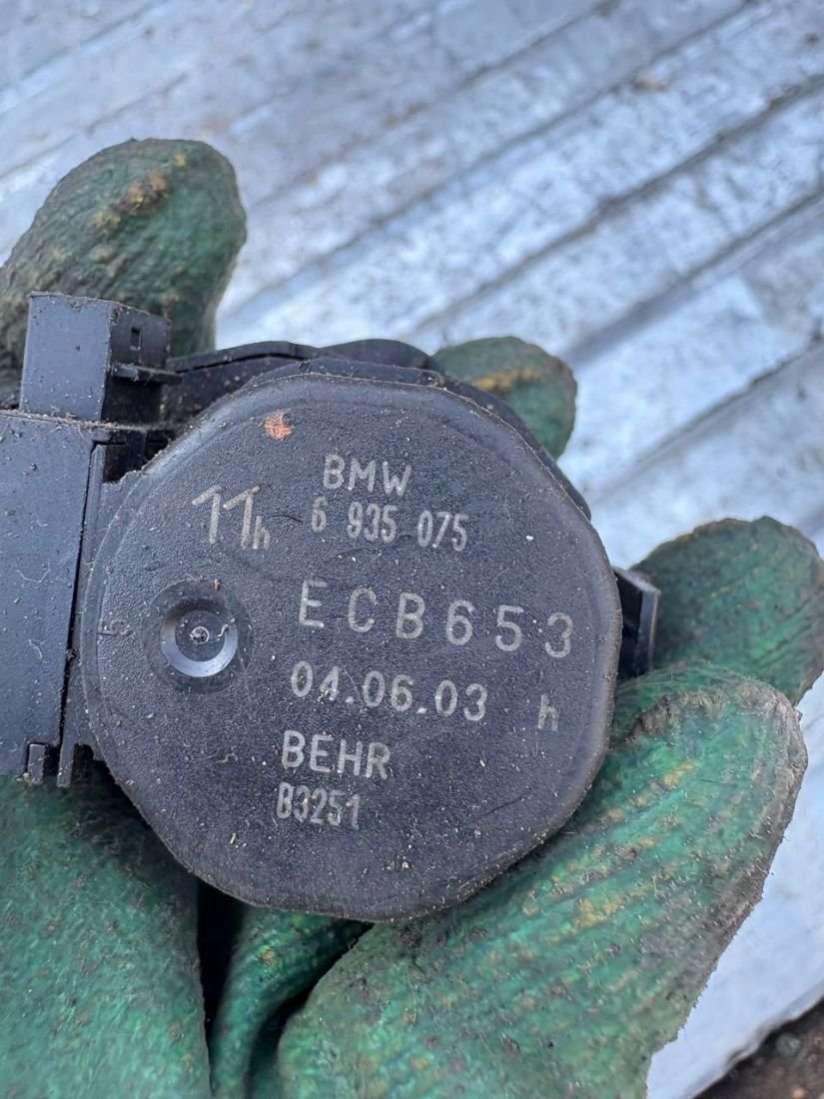 BMW
11h 6 935 075
ECB653
04.06.03 h
BEHR
B3251